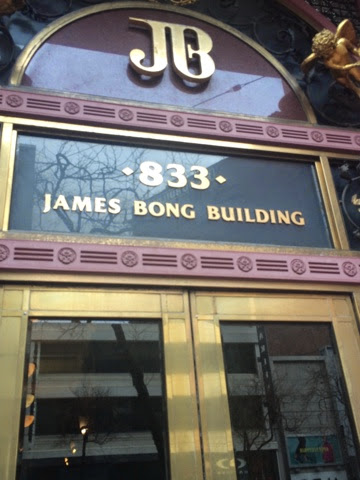 JB
·833·
JAMES BONG BUILDING